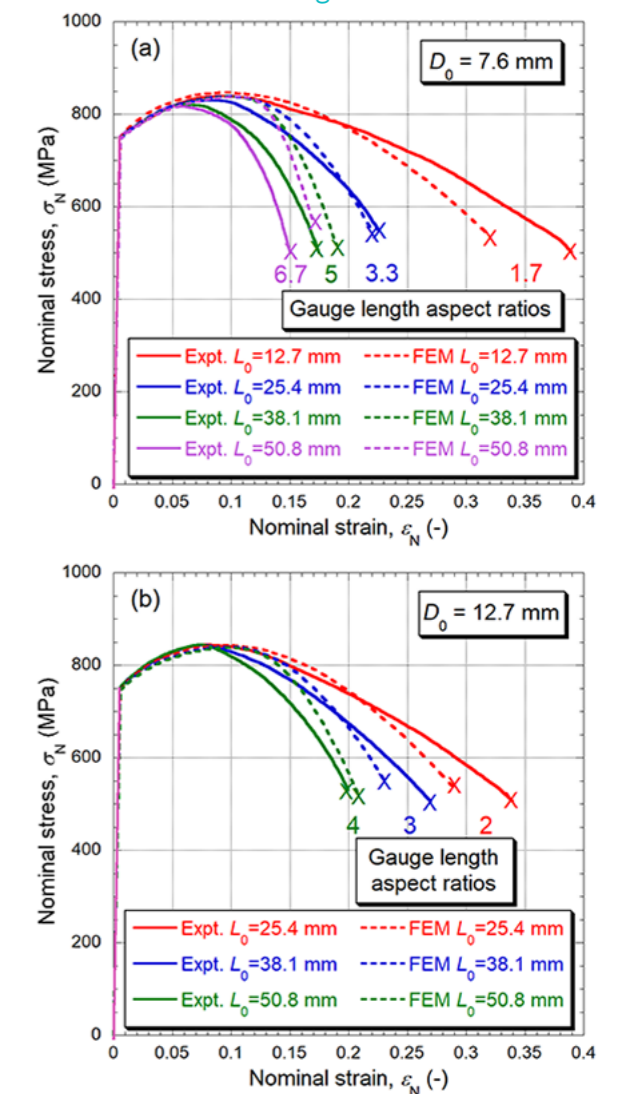 1000
(a)
D0 = 7.6 mm
800
600
400
200
0
Nominal stress, σN (MPa)
6.7 5 3.3 1.7
Gauge length aspect ratios
Expt. L0=12.7 mm FEM L0=12.7 mm
Expt. L0=25.4 mm FEM L0=25.4 mm
Expt. L0=38.1 mm FEM L0=38.1 mm
Expt. L0=50.8 mm FEM L0=50.8 mm
0 0.05 0.1 0.15 0.2 0.25 0.3 0.35 0.4
Nominal strain, εN (-)
1000
(b)
D0 = 12.7 mm
800
600
400
200
0
Nominal stress, σN (MPa)
4 3 2
Gauge length
aspect ratios
Expt. L0=25.4 mm FEM L0=25.4 mm
Expt. L0=38.1 mm FEM L0=38.1 mm
Expt. L0=50.8 mm FEM L0=50.8 mm
0 0.05 0.1 0.15 0.2 0.25 0.3 0.35 0.4
Nominal strain, εN (-)